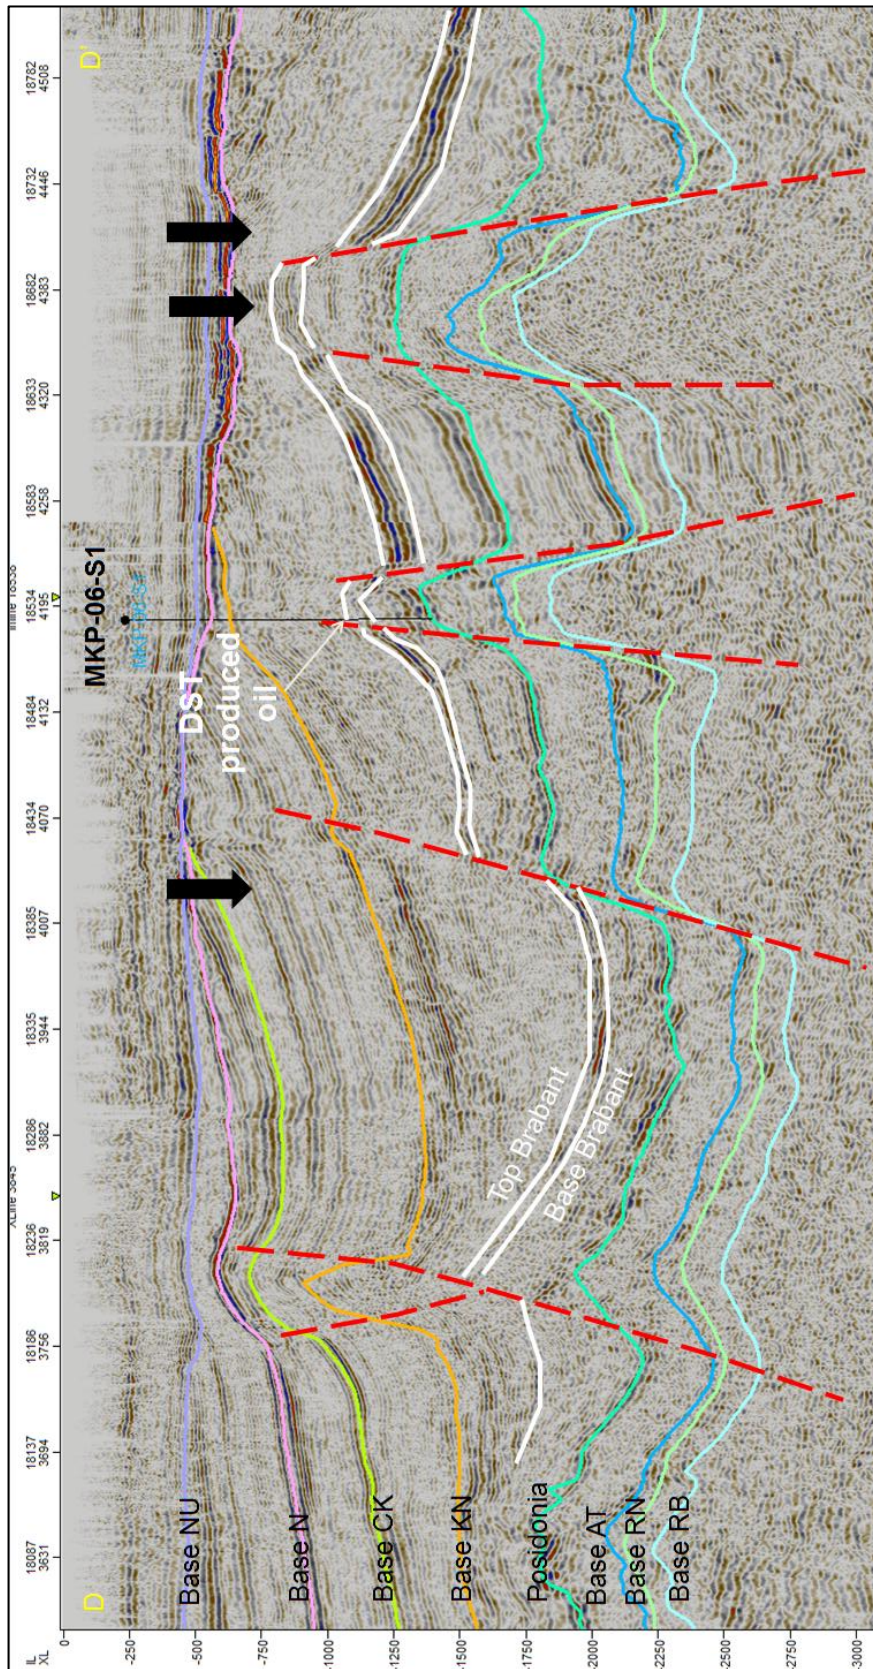 IL 18087 18137 18186 18236 18286 18335 18385 18434 18484 18534 18583 18633 18682 18732 18782
XL 3631 3694 3756 3819 3882 3944 4007 4070 4132 4195 4258 4320 4383 4446 4508
D
D'
MKP-06-S1
MKP-06-S1
DST
produced
oil
Base NU
Base N
Base CK
Base KN
Posidonia
Base AT
Base RN
Base RB
Top Brabant
Base Brabant
0
-250
-500
-750
-1000
-1250
-1500
-1750
-2000
-2250
-2500
-2750
-3000